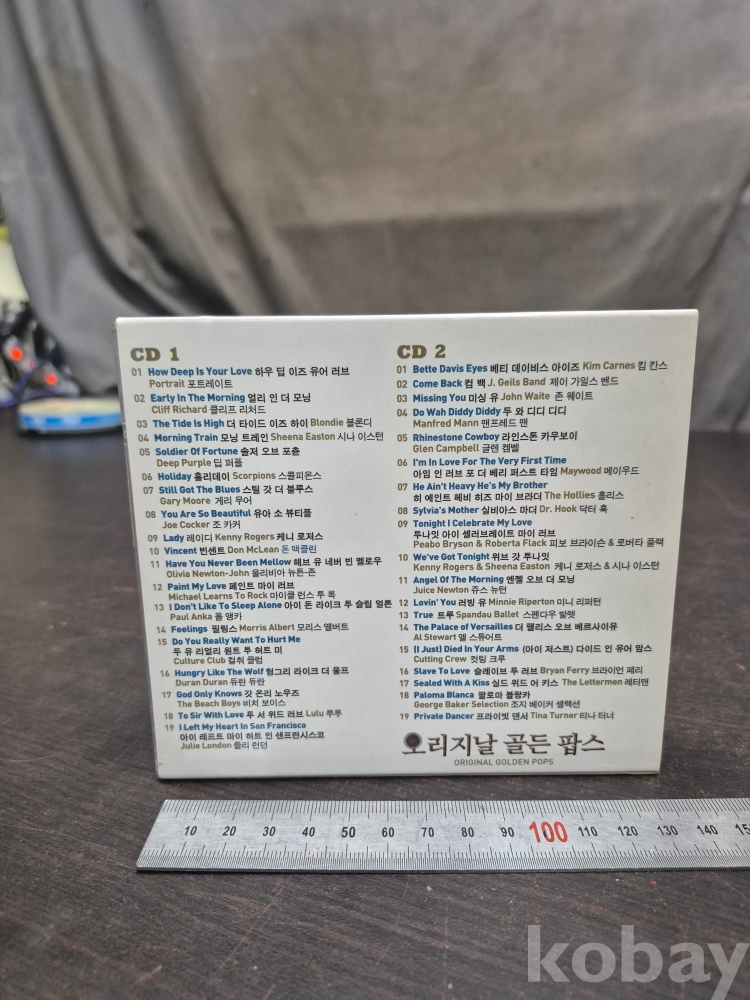 CD 1
01 How Deep Is Your Love 하우 딥 이즈 유어 러브
Portrait 포트레이트
02 Early In The Morning 얼리 인 더 모닝
Cliff Richard 클리프 리처드
03 The Tide Is High 더 타이드 이즈 하이 Blondie 블론디
04 Morning Train 모닝 트레인 Sheena Easton 시나 이스턴
05 Soldier Of Fortune 솔저 오브 포츈
Deep Purple 딥 퍼플
06 Holiday 홀리데이 Scorpions 스콜피온스
07 Still Got The Blues 스틸 갓 더 블루스
Gary Moore 게리 무어
08 You Are So Beautiful 유아 소 뷰티풀
Joe Cocker 조 카커
09 Lady 레이디 Kenny Rogers 케니 로저스
10 Vincent 빈센트 Don McLean 돈 맥클린
11 Have You Never Been Mellow 해브 유 네버 빈 멜로우
Olivia Newton-John 올리비아 뉴튼-존
12 Paint My Love 페인트 마이 러브
Michael Learns To Rock 마이클 런스 투 록
13 I Don't Like To Sleep Alone 아이 돈 라이크 투 슬립 얼론
Paul Anka 폴 앵카
14 Feelings 필링스 Morris Albert 모리스 앨버트
15 Do You Really Want To Hurt Me
두 유 리얼리 원트 투 허트 미
Culture Club 컬춰 클럽
16 Hungry Like The Wolf 헝그리 라이크 더 울프
Duran Duran 듀란 듀란
17 God Only Knows 갓 온리 노우즈
The Beach Boys 비치 보이스
18 To Sir With Love 투 서 위드 러브 Lulu 루루
19 I Left My Heart In San Francisco
아이 레프트 마이 하트 인 샌프란시스코
Julie London 줄리 런던
CD 2
01 Bette Davis Eyes 베티 데이비스 아이즈 Kim Carnes 킴 칸스
02 Come Back 컴 백 J. Geils Band 제이 가일스 밴드
03 Missing You 미싱 유 John Waite 존 웨이트
04 Do Wah Diddy Diddy 두 와 디디 디디
Manfred Mann 맨프레드 맨
05 Rhinestone Cowboy 라인스톤 카우보이
Glen Campbell 글렌 켐벨
06 I'm In Love For The Very First Time
아임 인 러브 포 더 베리 퍼스트 타임 Maywood 메이우드
07 He Ain't Heavy He's My Brother
히 에인트 헤비 히즈 마이 브라더 The Hollies 홀리스
08 Sylvia's Mother 실비아스 마더 Dr. Hook 닥터 훅
09 Tonight I Celebrate My Love
투나잇 아이 셀러브레이트 마이 러브
Peabo Bryson & Roberta Flack 피보 브라이슨 & 로버타 플랙
10 We've Got Tonight 위브 갓 투나잇
Kenny Rogers & Sheena Easton 케니 로저스 & 시나 이스턴
11 Angel Of The Morning 엔젤 오브 더 모닝
Juice Newton 쥬스 뉴턴
12 Lovin' You 러빙 유 Minnie Riperton 미니 리퍼턴
13 True 트루 Spandau Ballet 스펜다우 발렛
14 The Palace of Versailles 더 팰리스 오브 베르사이유
Al Stewart 앨 스튜어트
15 (I Just) Died In Your Arms (아이 저스트) 다이드 인 유어 암스
Cutting Crew 컷팅 크루
16 Slave To Love 슬레이브 투 러브 Bryan Ferry 브라이언 페리
17 Sealed With A Kiss 실드 위드 어 키스 The Lettermen 레터맨
18 Paloma Blanca 팔로마 블랑카
George Baker Selection 조지 베이커 셀렉션
19 Private Dancer 프라이빗 댄서 Tina Turner 티나 터너
오리지날 골든 팝스
ORIGINAL GOLDEN POPS
10 20 30 40 50 60 70 80 90 100 110 120 130 140 15
kobay